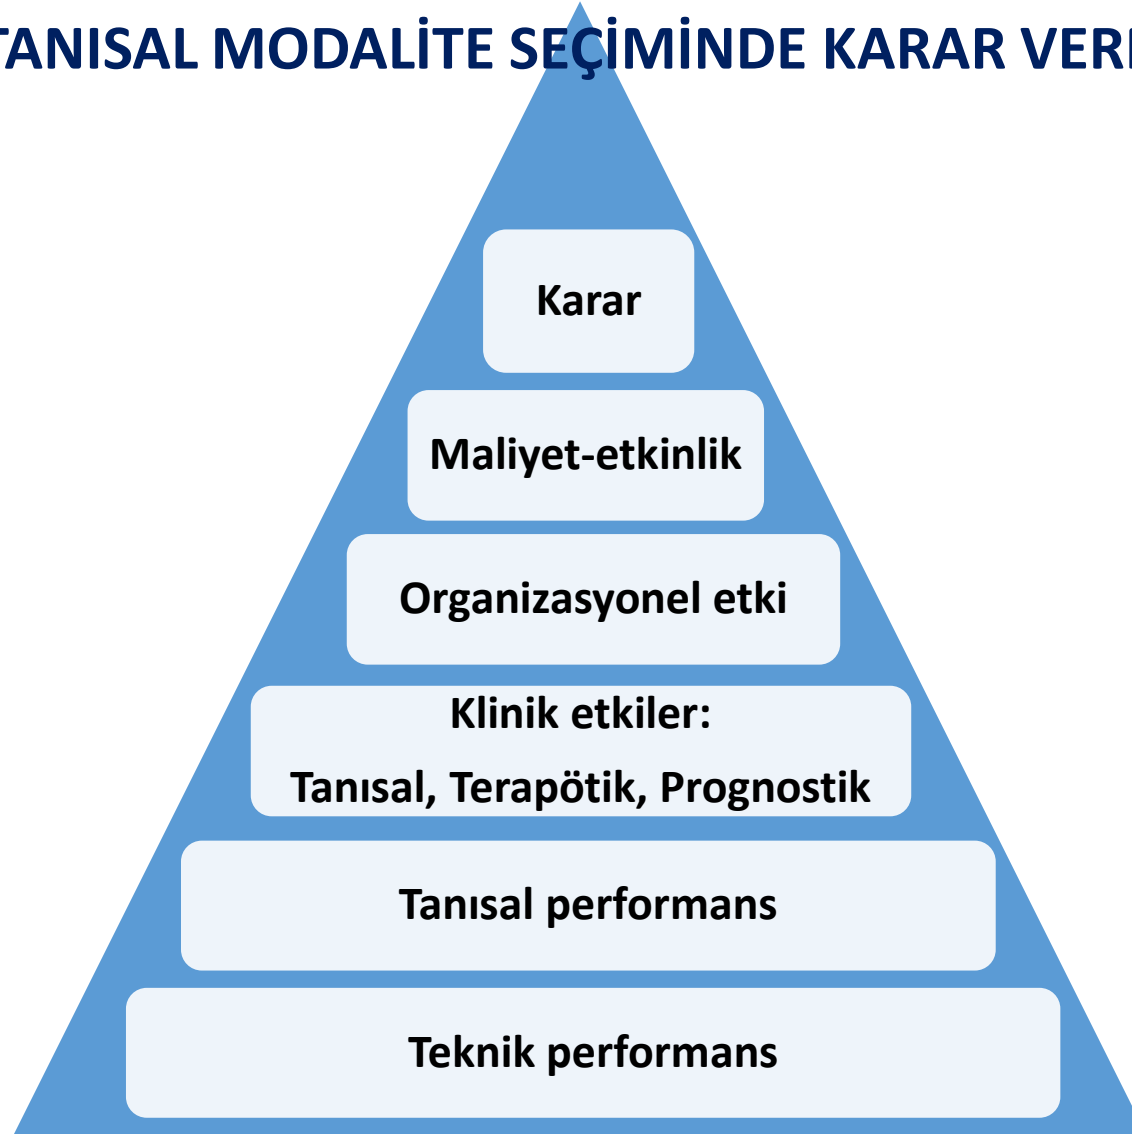 TANISAL MODALİTE SEÇİMİNDE KARAR
Karar
Maliyet-etkinlik
Organizasyonel etki
Klinik etkiler:
Tanısal, Terapötik, Prognostik
Tanısal performans
Teknik performans